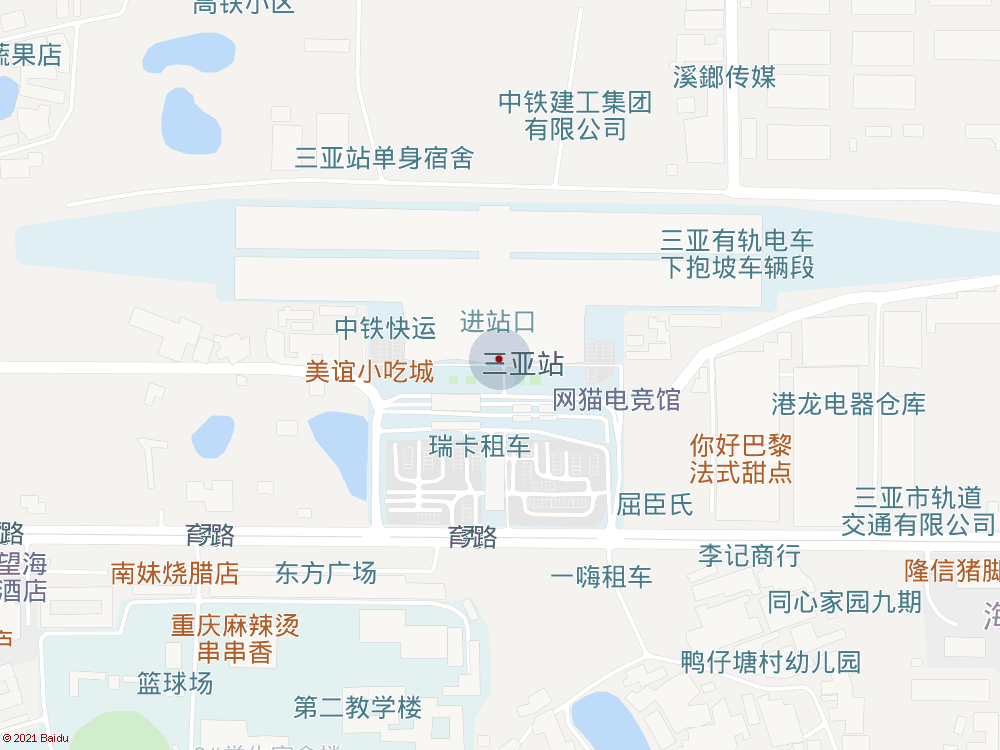 高铁小区
蔬果店
溪鄉传媒
中铁建工集团
有限公司
三亚站单身宿舍
三亚有轨电车
下抱坡车辆段
进站口
中铁快运
三亚站
美谊小吃城
网猫电竞馆
港龙电器仓库
瑞卡租车
你好巴黎
法式甜点
屈臣氏
三亚市轨道
交通有限公司
路
育秀路
育秀路
望海
酒店
李记商行
南妹烧腊店
东方广场
一嗨租车
隆信猪脚
同心家园九期
海
重庆麻辣烫
串串香
店
鸭仔塘村幼儿园
篮球场
第二教学楼
© 2021 Baidu